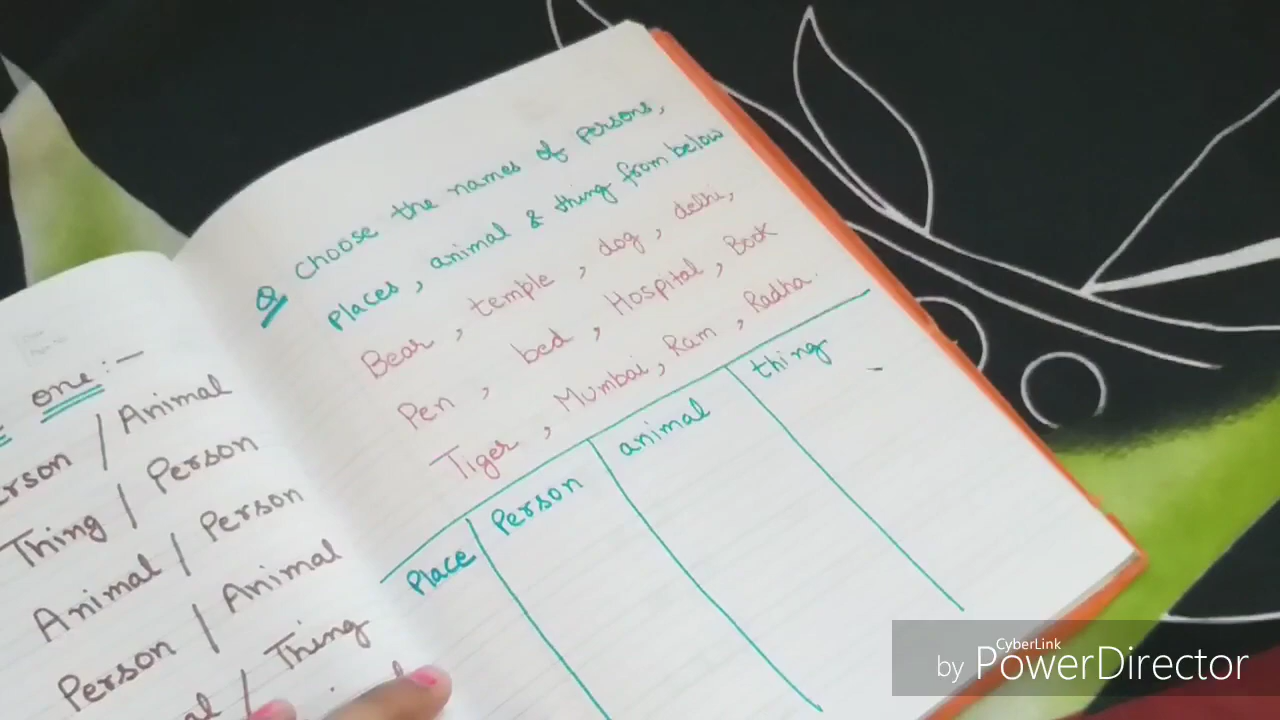 one:-
Person / Animal
Thing / Person
Animal / Person
Person / Animal
/ Thing
Q Choose the names of Persons,
Places, animal & thing from below
Bear, temple, dog, delhi,
Pen, bed, Hospital, Book
Tiger, Mumbai, Ram, Radha.
Place Person animal thing
CyberLink
by PowerDirector